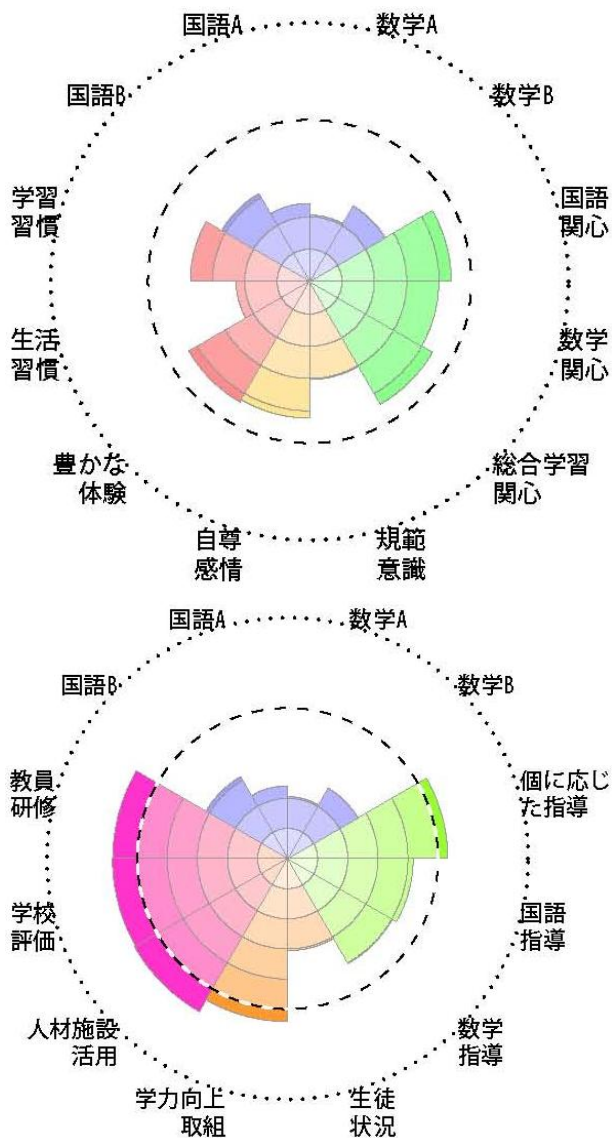 国語A
数学A
国語B
数学B
学習
習慣
国語
関心
生活
習慣
数学
関心
豊かな
体験
総合学習
関心
自尊
感情
規範
意識
国語A
数学A
国語B
数学B
教員
研修
個に応じ
た指導
学校
評価
国語
指導
人材施設
活用
数学
指導
学力向上
取組
生徒
状況